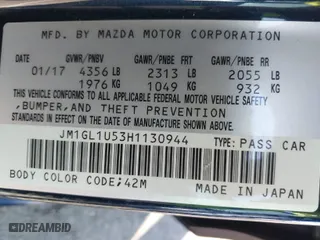 MFD. BY MAZDA MOTOR CORPORATION
GVWR/PNBV GAWR/PNBE FRT GAWR/PNBE RR
01/17 4356 LB 2313 LB 2055 LB
1976 KG 1049 KG 932 KG
THIS VEHICLE CONFORMS TO ALL APPLICABLE FEDERAL MOTOR VEHICLE SAFETY
,BUMPER,AND THEFT PREVENTION
STANDARDS IN EFFECT ON THE DATE OF MANUFACTURE SHOWN ABOVE.
JM1GL1U53H1130944 TYPE: PASS CAR
BODY COLOR CODE;42M MADE IN JAPAN
DREAMBID